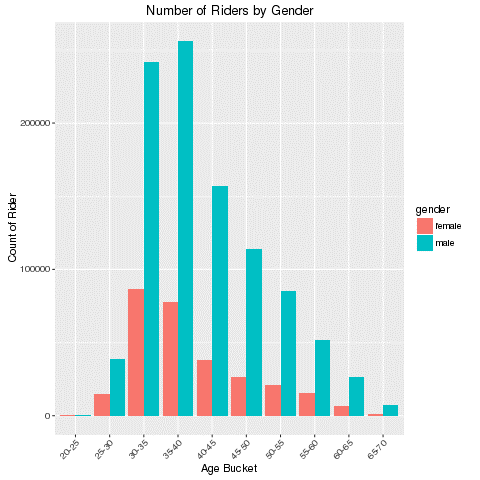 Number of Riders by Gender
Count of Rider
200000
100000
0
20-25
25-30
30-35
35-40
40-45
45-50
50-55
55-60
60-65
65-70
Age Bucket
gender
female
male